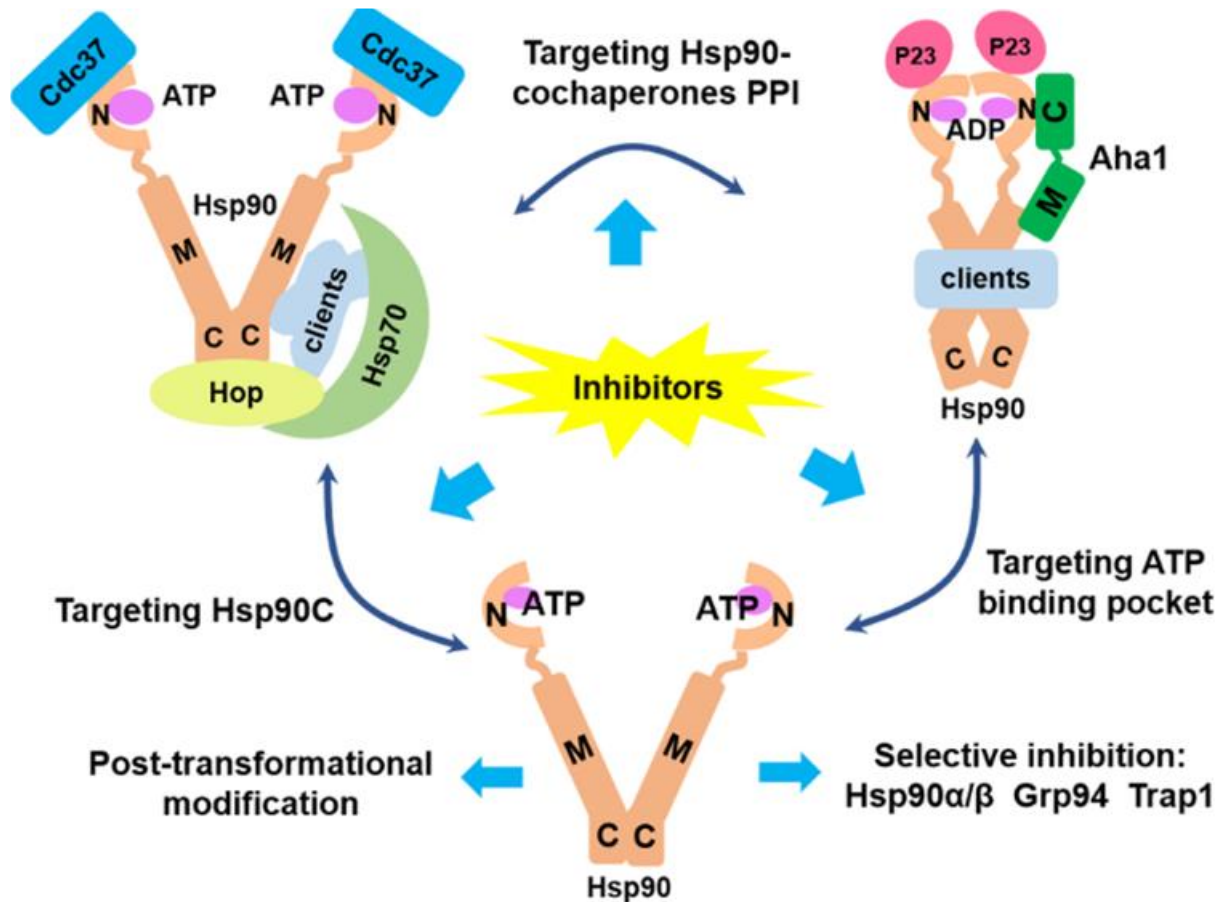 Cdc37
Cdc37
ATP
ATP
N
N
Hsp90
M
M
C
C
clients
Hsp70
Hop
Targeting Hsp90-
cochaperones PPI
P23
P23
N
N
ADP
C
M
Aha1
clients
C
C
Hsp90
Inhibitors
Targeting Hsp90C
Targeting ATP
binding pocket
N
ATP
ATP
N
M
M
C
C
Hsp90
Post-transformational
modification
Selective inhibition:
Hsp90α/β Grp94 Trap1